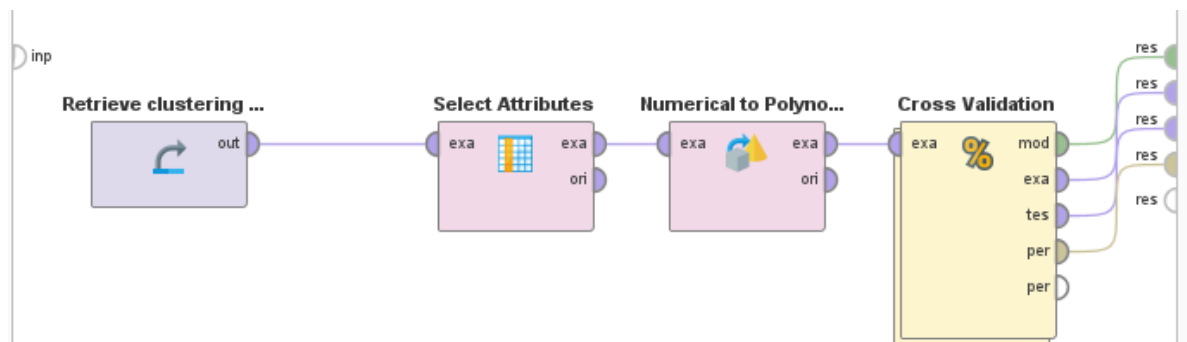 inp
Retrieve clustering ...
out
Select Attributes
exa
exa
ori
Numerical to Polyno...
exa
exa
ori
Cross Validation
exa
%
mod
exa
tes
per
per
res
res
res
res
res